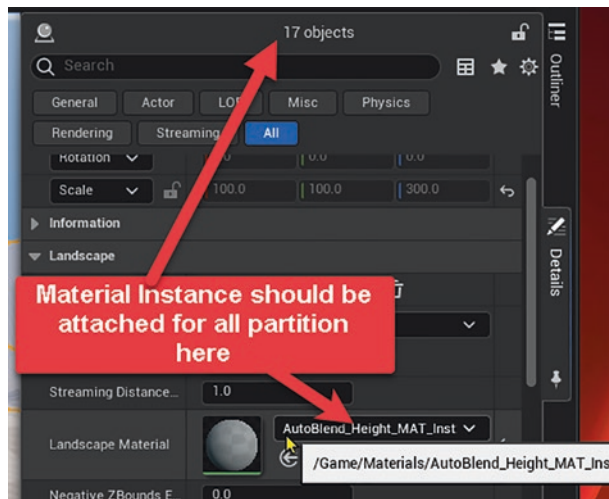 17 objects
Search
Outliner
General Actor LOD Misc Physics
Rendering Streaming All
Rotation 0.0 0.0
Scale 100.0 100.0 300.0
Information
Details
Landscape
Material Instance should be
attached for all partition
here
Streaming Distance... 1.0
AutoBlend_Height_MAT_Inst
Landscape Material
/Game/Materials/AutoBlend_Height_MAT_Ins
Negative ZBounds E 0.0